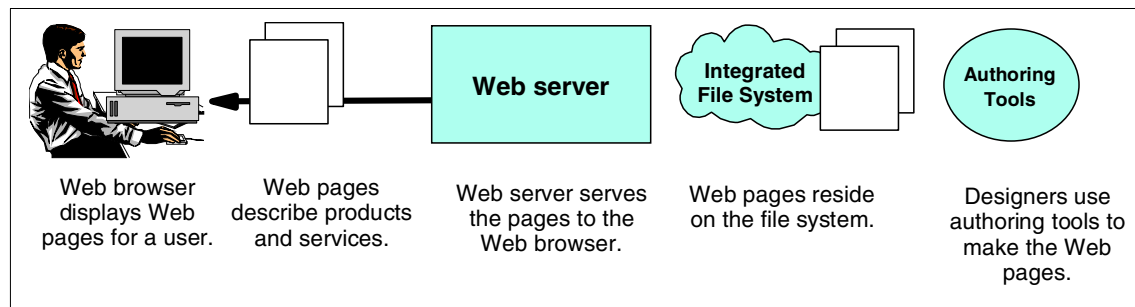 Web server
Integrated
File System
Authoring
Tools
Web browser
displays Web
pages for a user.
Web pages
describe products
and services.
Web server serves
the pages to the
Web browser.
Web pages reside
on the file system.
Designers use
authoring tools to
make the Web
pages.